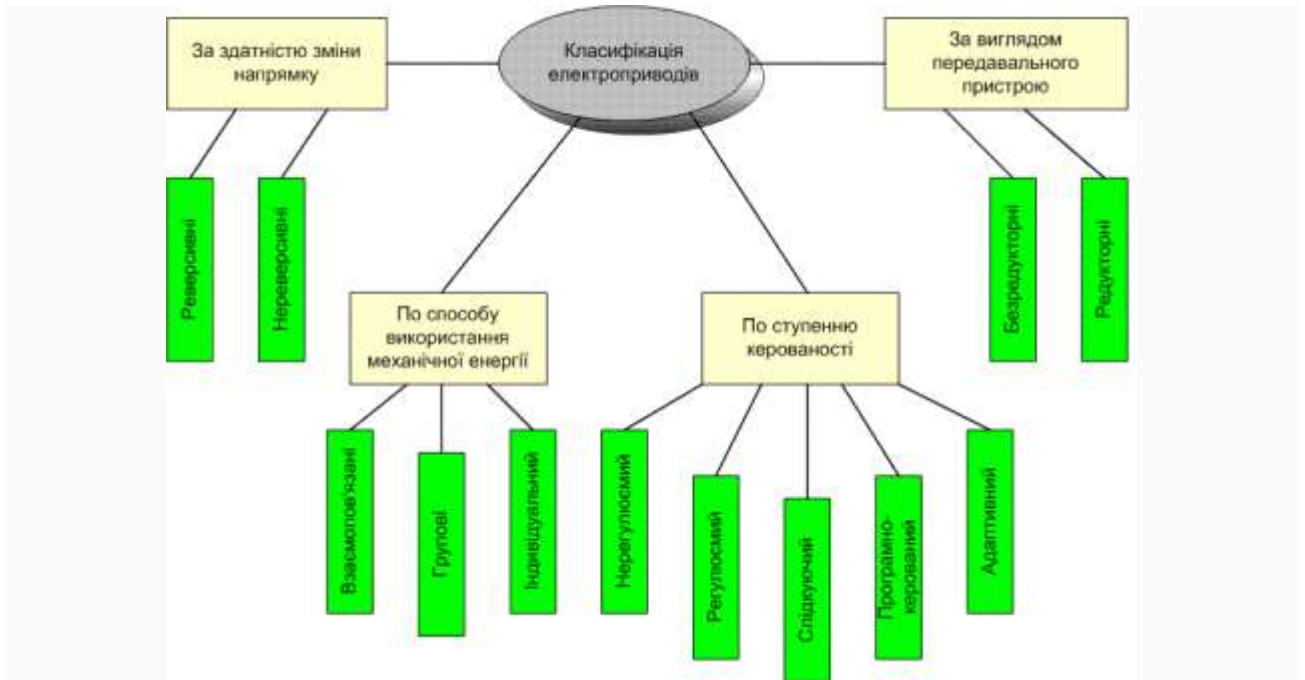 За здатністю зміни
напрямку
Класифікація
електроприводів
За виглядом
передавального
пристрою
Реверсивні
Нереверсивні
Безредукторні
Редукторні
По способу
використання
механічної енергії
По ступенню
керованості
Взаємопов'язані
Групові
Індивідуальний
Нерегулюємий
Регулюємий
Слідкуючий
Програмно-
керований
Адаптивний